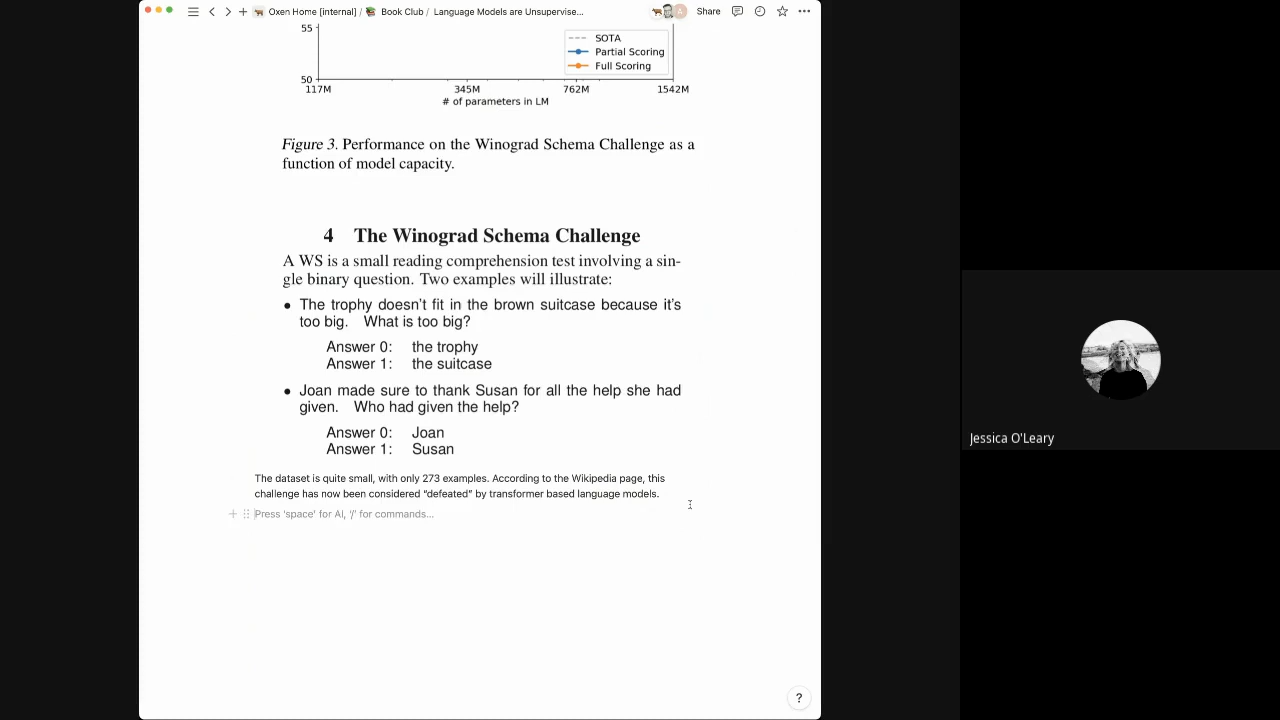 Oxen Home [internal] / 📚 Book Club / Language Models are Unsupervise...
Share
55
SOTA
Partial Scoring
Full Scoring
50
117M 345M 762M 1542M
# of parameters in LM
Figure 3. Performance on the Winograd Schema Challenge as a
function of model capacity.
4 The Winograd Schema Challenge
A WS is a small reading comprehension test involving a sin-
gle binary question. Two examples will illustrate:
• The trophy doesn't fit in the brown suitcase because it's
too big. What is too big?
Answer 0: the trophy
Answer 1: the suitcase
• Joan made sure to thank Susan for all the help she had
given. Who had given the help?
Answer 0: Joan
Answer 1: Susan
The dataset is quite small, with only 273 examples. According to the Wikipedia page, this
challenge has now been considered “defeated” by transformer based language models.
Press ‘space’ for AI, ‘/’ for commands...
Jessica O'Leary
?